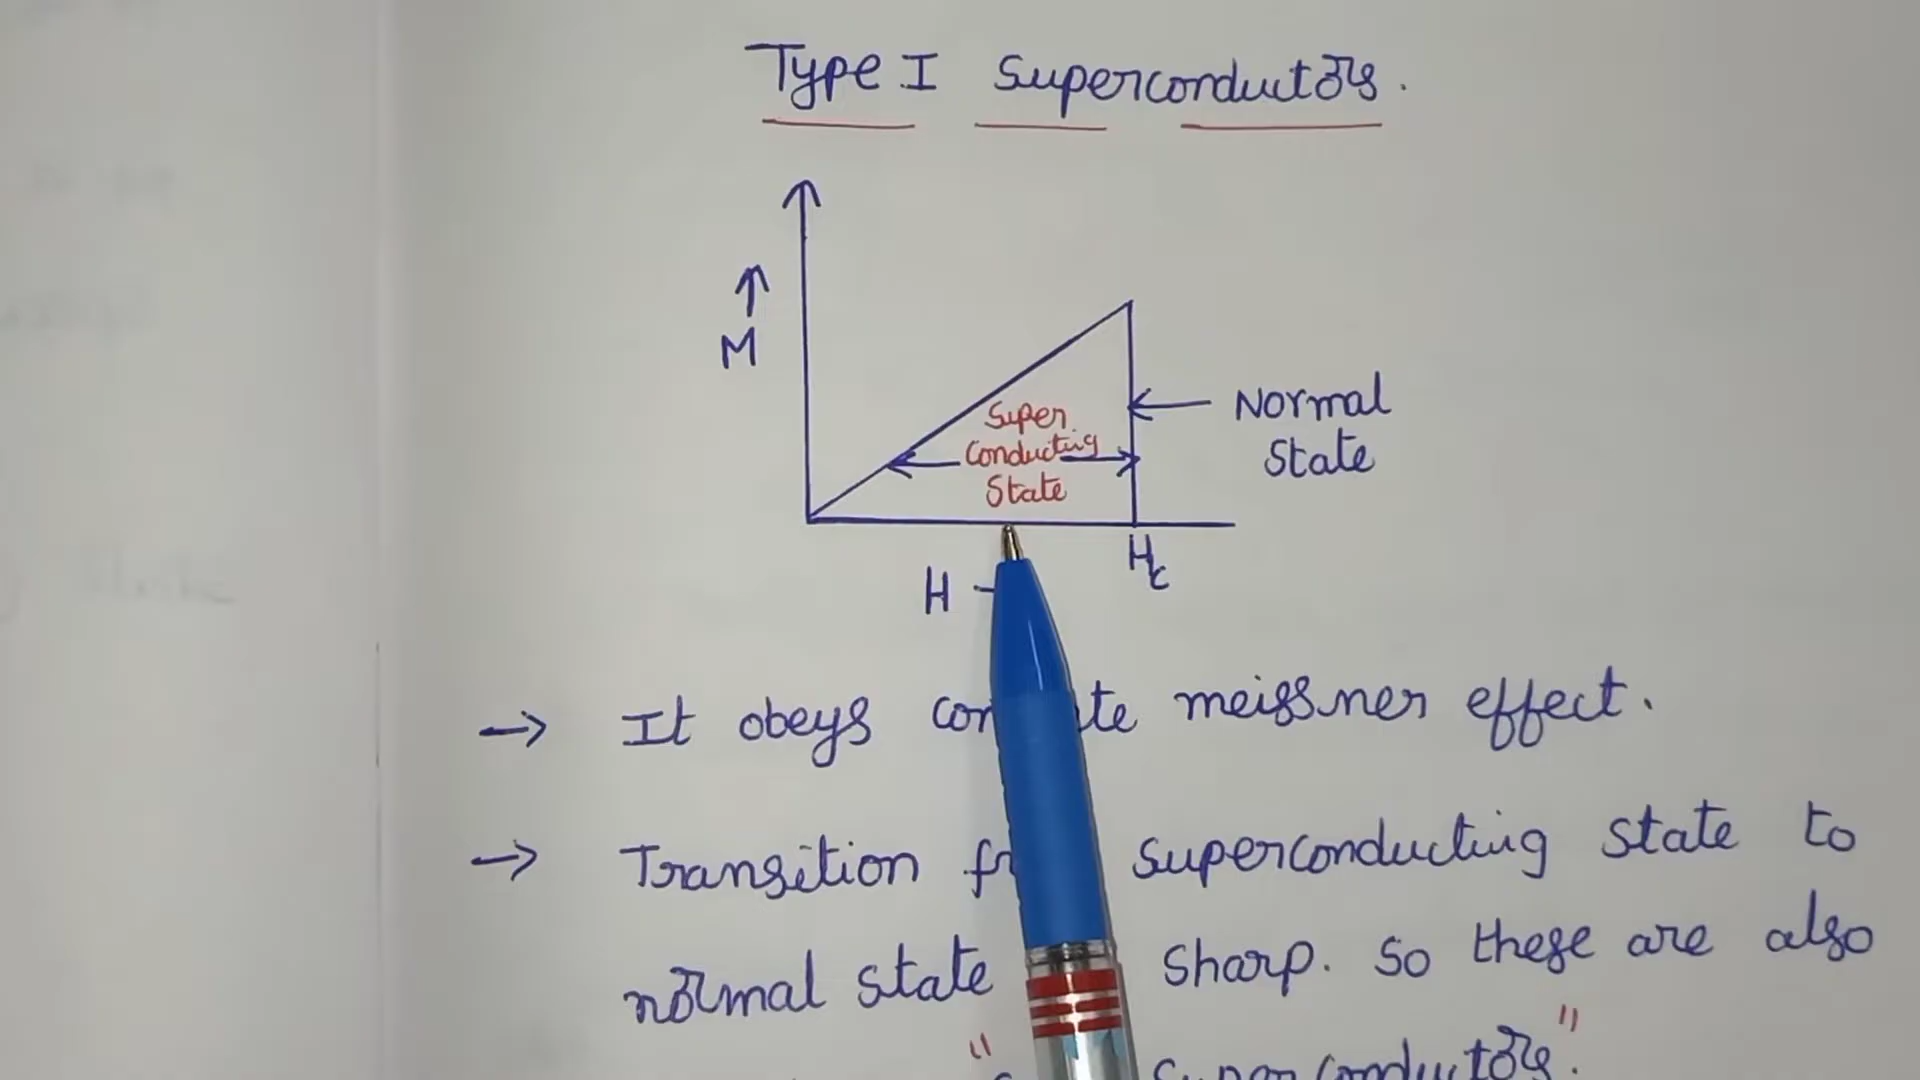 Type I Superconductors.
M
Super
Conducting
State
Normal
State
Hc
H
→ It obeys meissner effect.
→ Transition superconducting state to
normal state sharp. So these are also
" superconductors."